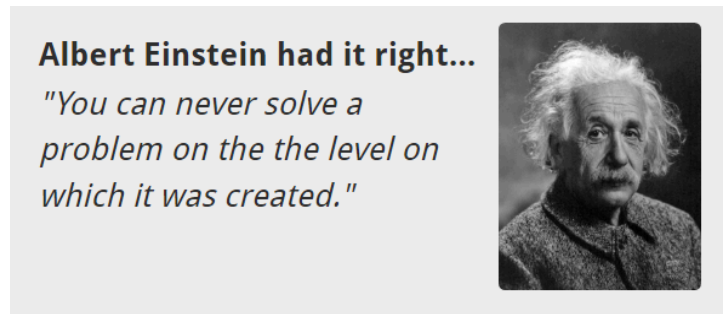 Albert Einstein had it right...
"You can never solve a
problem on the the level on
which it was created."